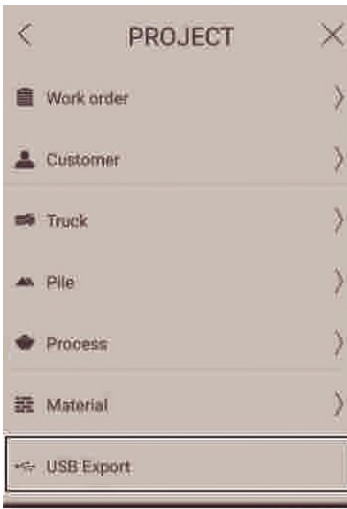 PROJECT
Work order
Customer
Truck
Pile
Process
Material
USB Export